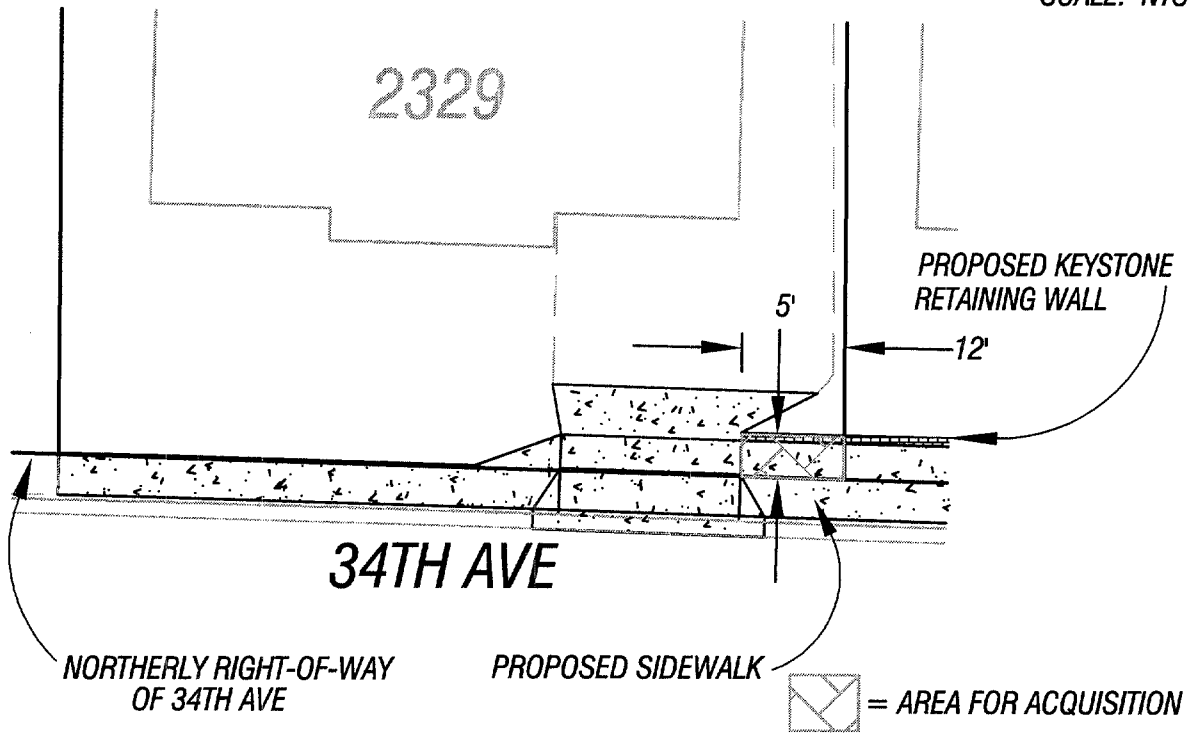 SCALE: NTS
2329
PROPOSED KEYSTONE
RETAINING WALL
5'
12'
34TH AVE
NORTHERLY RIGHT-OF-WAY
OF 34TH AVE
PROPOSED SIDEWALK
= AREA FOR ACQUISITION